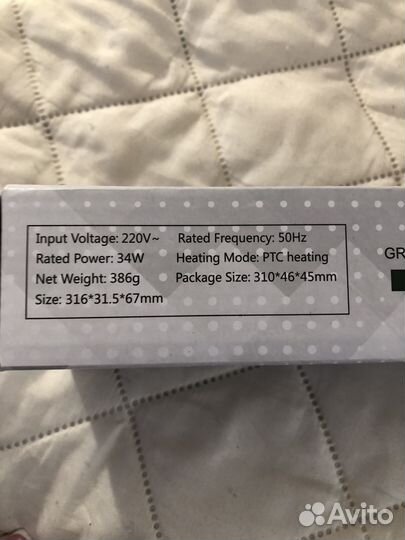 Input Voltage: 220V~ Rated Frequency: 50Hz
Rated Power: 34W Heating Mode: PTC heating
Net Weight: 386g Package Size: 310*46*45mm
Size: 316*31.5*67mm
GR
Avito